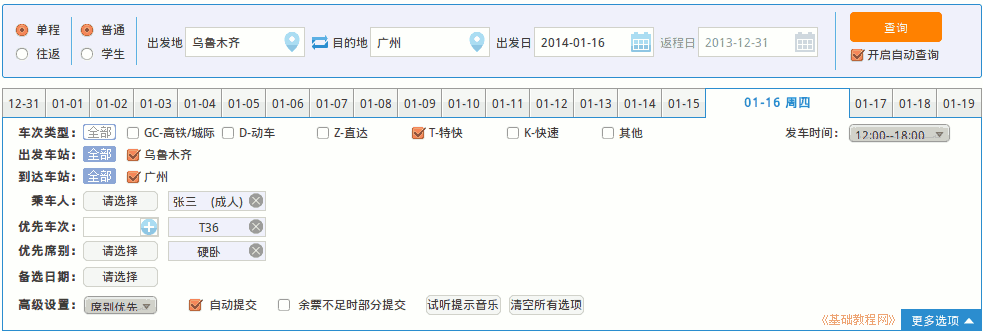 单程 普通 出发地 乌鲁木齐 目的地 广州 出发日 2014-01-16 返程日 2013-12-31 查询
往返 学生 开启自动查询
12-31 01-01 01-02 01-03 01-04 01-05 01-06 01-07 01-08 01-09 01-10 01-11 01-12 01-13 01-14 01-15 01-16 周四 01-17 01-18 01-19
车次类型: 全部 GC-高铁/城际 D-动车 Z-直达 T-特快 K-快速 其他 发车时间: 12:00--18:00
出发车站: 全部 乌鲁木齐
到达车站: 全部 广州
乘车人: 请选择 张三 (成人)
优先车次: T36
优先席别: 请选择 硬卧
备选日期: 请选择
高级设置: 席别优先 自动提交 余票不足时部分提交 试听提示音乐 清空所有选项
《基础教程网》 更多选项